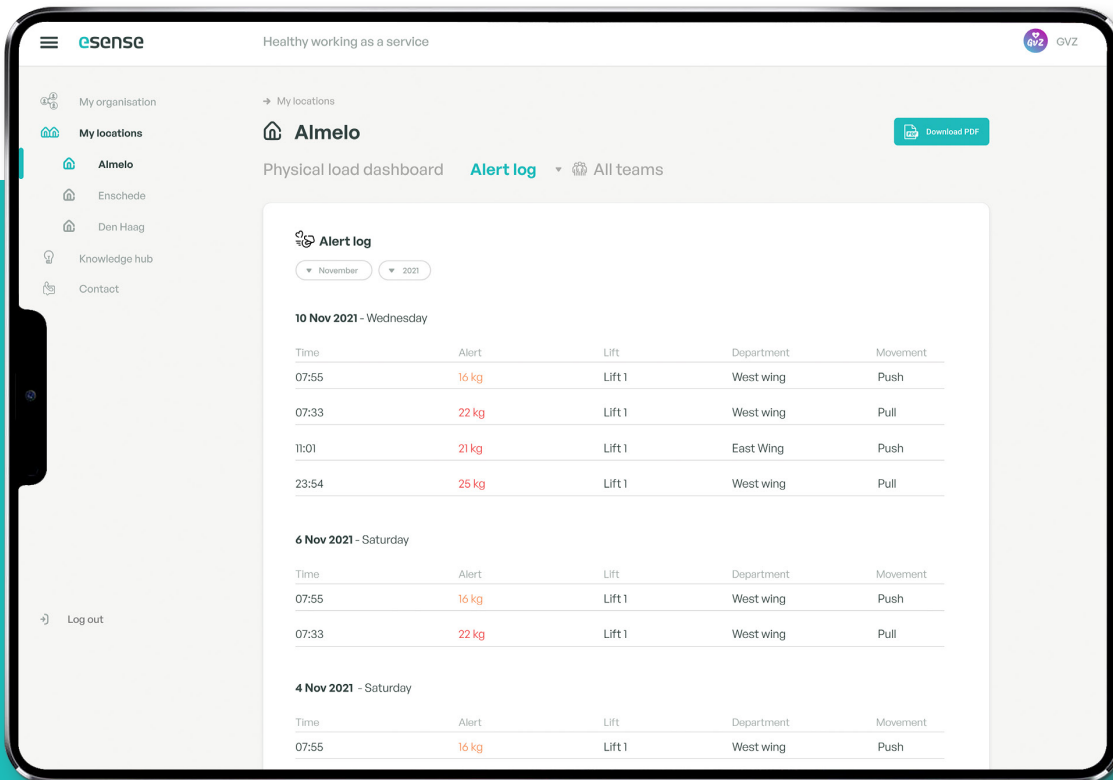 esense
Healthy working as a service
GVZ
GVZ
My organisation
My locations
Almelo
Enschede
Den Haag
Knowledge hub
Contact
Log out
My locations
Almelo
Download PDF
Physical load dashboard Alert log All teams
Alert log
November 2021
10 Nov 2021 - Wednesday
Time Alert Lift Department Movement
07:55 16 kg Lift 1 West wing Push
07:33 22 kg Lift 1 West wing Pull
11:01 21 kg Lift 1 East Wing Push
23:54 25 kg Lift 1 West wing Pull
6 Nov 2021 - Saturday
Time Alert Lift Department Movement
07:55 16 kg Lift 1 West wing Push
07:33 22 kg Lift 1 West wing Pull
4 Nov 2021 - Saturday
Time Alert Lift Department Movement
07:55 16 kg Lift 1 West wing Push